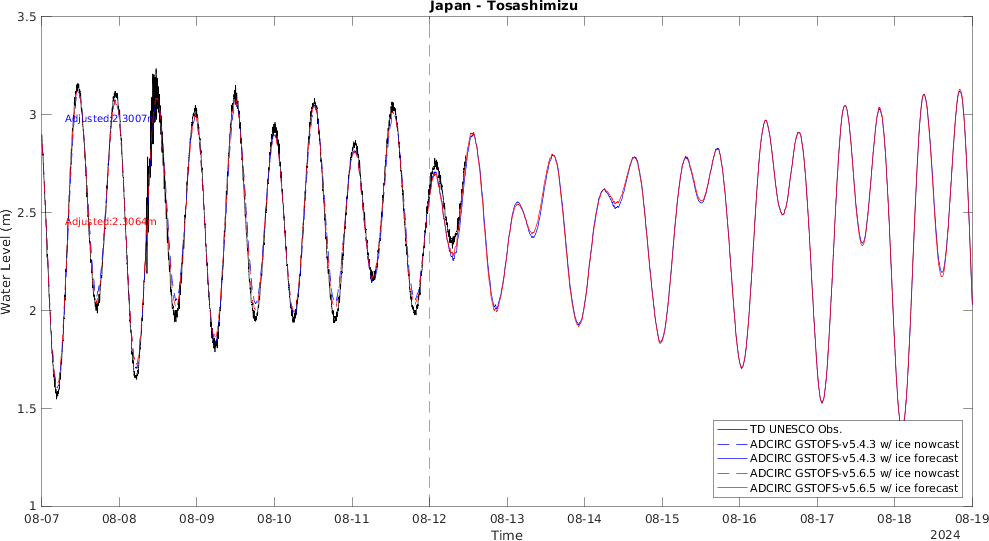 Japan - Tosashimizu
3.5
3
2.5
2
1.5
1
Water Level (m)
Adjusted:2.3007m
Adjusted:2.3064m
TD UNESCO Obs.
ADCIRC GSTOFS-v5.4.3 w/ ice nowcast
ADCIRC GSTOFS-v5.4.3 w/ ice forecast
ADCIRC GSTOFS-v5.6.5 w/ ice nowcast
ADCIRC GSTOFS-v5.6.5 w/ ice forecast
08-07 08-08 08-09 08-10 08-11 08-12 08-13 08-14 08-15 08-16 08-17 08-18 08-19
Time
2024